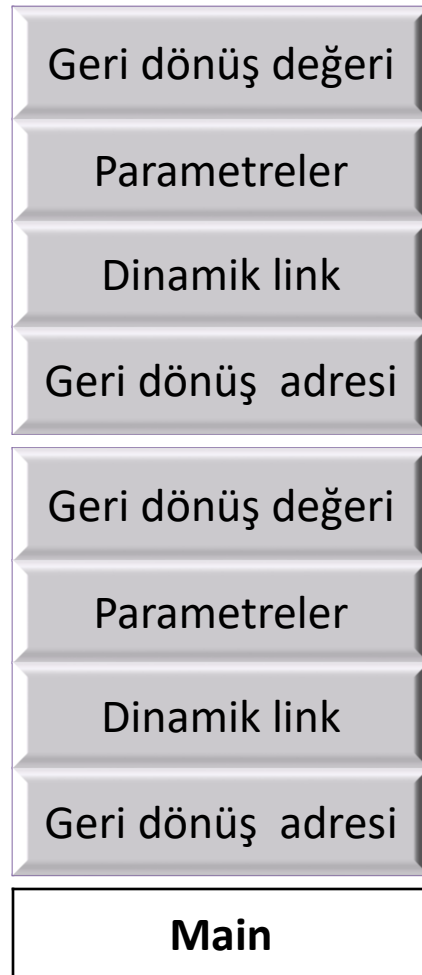 Geri dönüş değeri
Parametreler
Dinamik link
Geri dönüş adresi
Geri dönüş değeri
Parametreler
Dinamik link
Geri dönüş adresi
Main